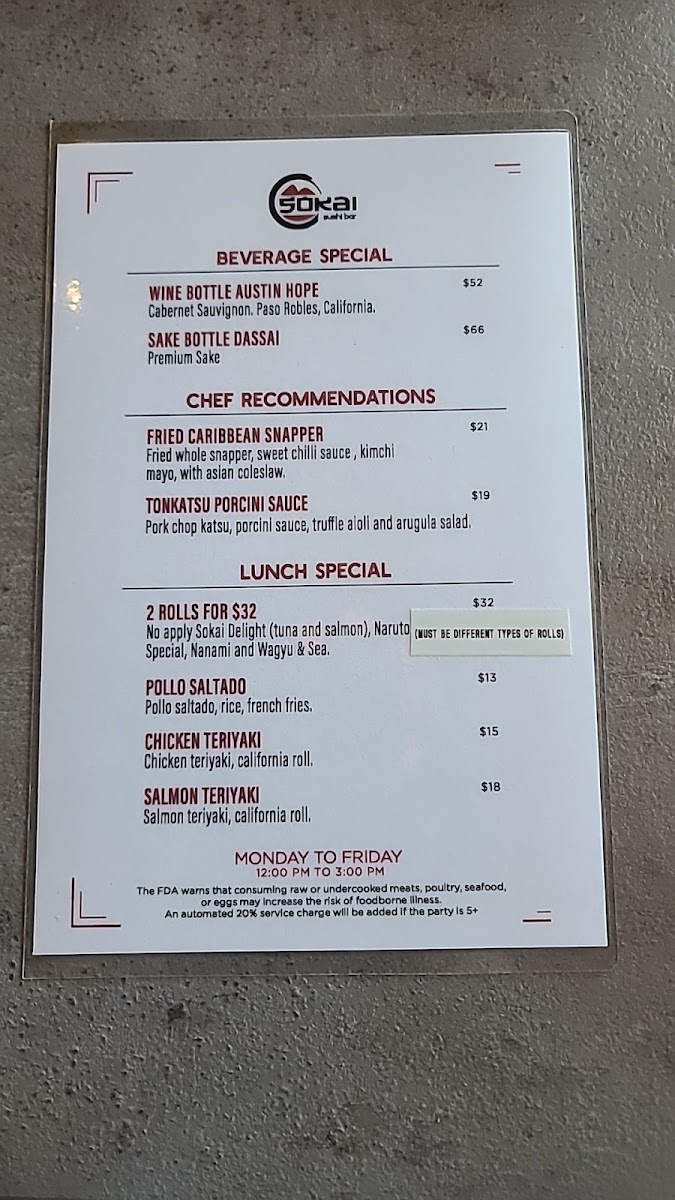 SOKAI
sushi bar
BEVERAGE SPECIAL
WINE BOTTLE AUSTIN HOPE $52
Cabernet Sauvignon. Paso Robles, California.
SAKE BOTTLE DASSAI $66
Premium Sake
CHEF RECOMMENDATIONS
FRIED CARIBBEAN SNAPPER $21
Fried whole snapper, sweet chilli sauce , kimchi
mayo, with asian coleslaw.
TONKATSU PORCINI SAUCE $19
Pork chop katsu, porcini sauce, truffle aioli and arugula salad.
LUNCH SPECIAL
2 ROLLS FOR $32 $32
No apply Sokai Delight (tuna and salmon), Naruto (MUST BE DIFFERENT TYPES OF ROLLS)
Special, Nanami and Wagyu & Sea.
POLLO SALTADO $13
Pollo saltado, rice, french fries.
CHICKEN TERIYAKI $15
Chicken teriyaki, california roll.
SALMON TERIYAKI $18
Salmon teriyaki, california roll.
MONDAY TO FRIDAY
12:00 PM TO 3:00 PM
The FDA warns that consuming raw or undercooked meats, poultry, seafood,
or eggs may increase the risk of foodborne illness.
An automated 20% service charge will be added if the party is 5+